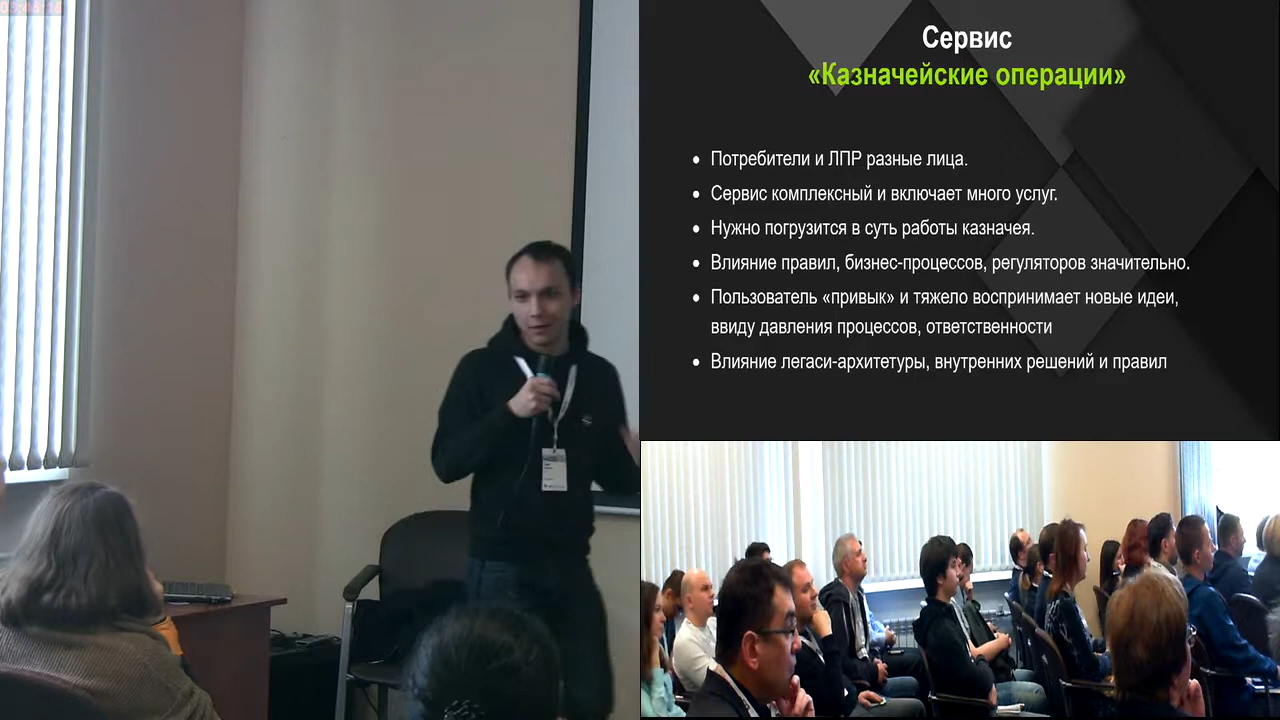 Сервис
«Казначейские операции»
Потребители и ЛПР разные лица.
Сервис комплексный и включает много услуг.
Нужно погрузится в суть работы казначея.
Влияние правил, бизнес-процессов, регуляторов значительно.
Пользователь «привык» и тяжело воспринимает новые идеи,
ввиду давления процессов, ответственности
Влияние легаси-архитетуры, внутренних решений и правил